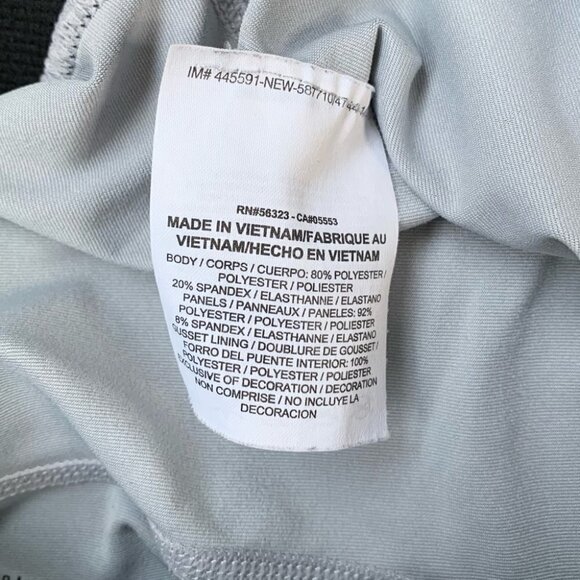 IM# 445591-NEW-581710/47
RN#56323 - CA#05553
MADE IN VIETNAM/FABRIQUE AU
VIETNAM/HECHO EN VIETNAM
BODY / CORPS / CUERPO: 80% POLYESTER /
POLYESTER / POLIESTER
20% SPANDEX / ELASTHANNE / ELASTANO
PANELS / PANNEAUX / PANELES: 92%
POLYESTER / POLYESTER / POLIESTER
8% SPANDEX / ELASTHANNE / ELASTANO
GUSSET LINING / DOUBLURE DE GOUSSET /
FORRO DEL PUENTE INTERIOR: 100%
POLYESTER / POLYESTER / POLIESTER
EXCLUSIVE OF DECORATION / DECORATION
NON COMPRISE / NO INCLUYE LA
DECORACION